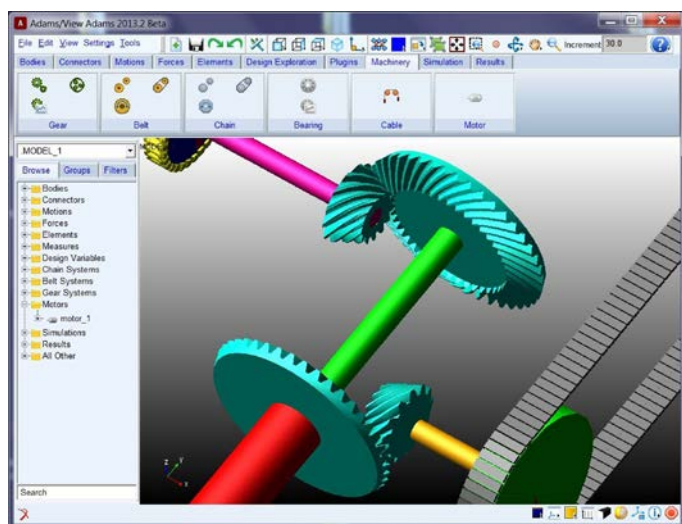 Adams/View Adams 2013.2 Beta
File Edit View Settings Tools
Increment 30.0
Bodies Connectors Motions Forces Elements Design Exploration Plugins Machinery Simulation Results
Gear Belt Chain Bearing Cable Motor
.MODEL_1
Browse Groups Filters
Bodies
Connectors
Motions
Forces
Elements
Measures
Design Variables
Chain Systems
Belt Systems
Gear Systems
Motors
motor_1
Simulations
Results
All Other
Search